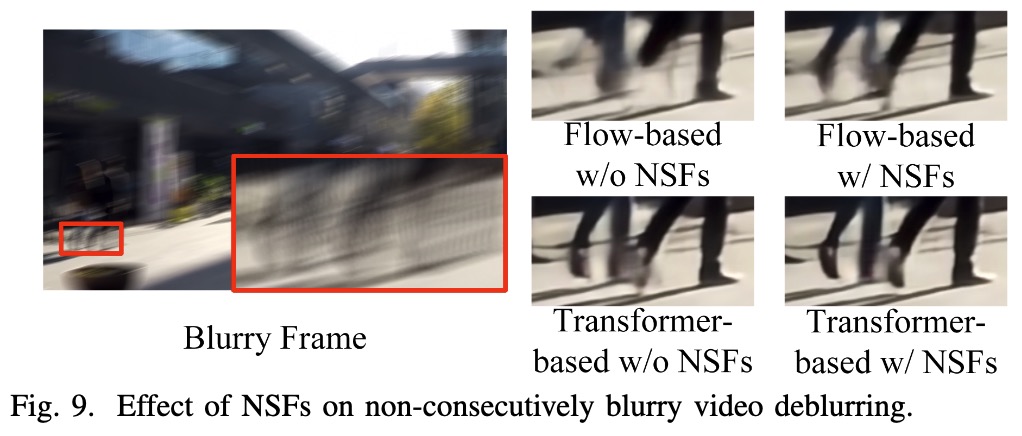 Flow-based
w/o NSFs
Flow-based
w/ NSFs
Blurry Frame
Transformer-
based w/o NSFs
Transformer-
based w/ NSFs
Fig. 9. Effect of NSFs on non-consecutively blurry video deblurring.